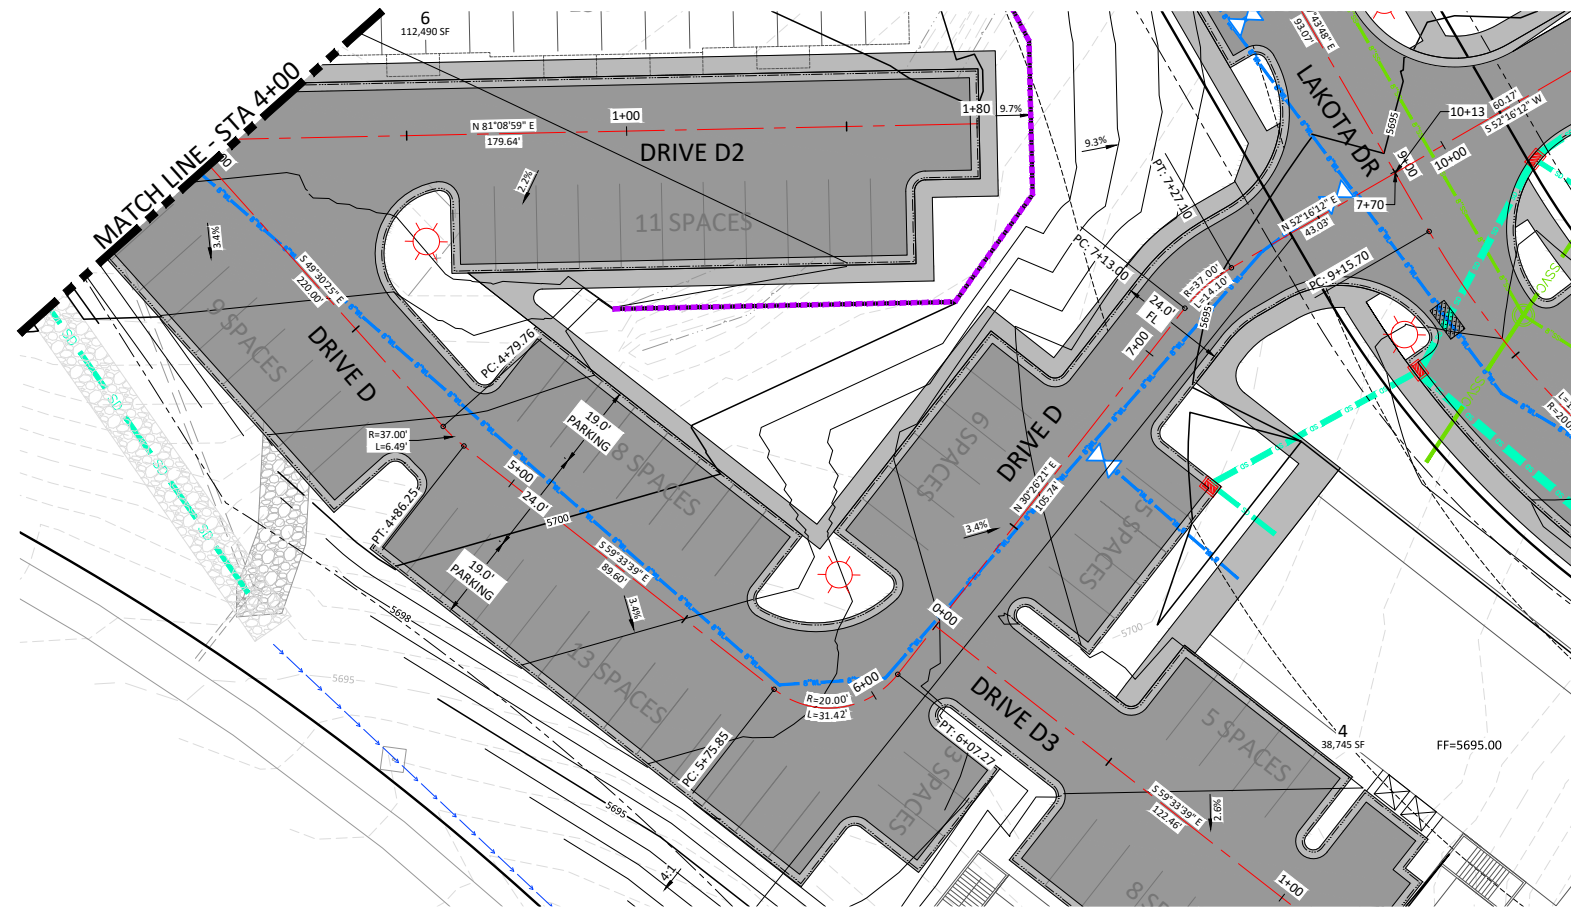 6
112,490 SF
MATCH LINE - STA 4+00
N 81°08'59" E
179.64'
1+00
DRIVE D2
1+80
9.7%
9.3%
2.2%
11 SPACES
3.4%
S 49°30'25" E
220.00'
9 SPACES
DRIVE D
PC: 4+79.76
R=37.00'
L=6.49'
PT: 4+86.25
19.0'
PARKING
8 SPACES
5+00
24.0'
5700
19.0'
PARKING
S 59°33'39" E
89.60'
3.4%
13 SPACES
5698
5695
5695
4:1
PC: 5+75.85
R=20.00'
L=31.42'
6+00
PT: 6+07.27
3 SPACES
0+00
DRIVE D3
S 59°33'39" E
122.46'
2.6%
1+00
5 SPACES
4
38,745 SF
FF=5695.00
5700
5 SPACES
6 SPACES
DRIVE D
N 30°26'21" E
105.74'
3.4%
7+00
24.0'
FL
PC: 7+13.00
PT: 7+27.10
R=37.00'
L=14.10'
5695
N 52°16'12" E
43.03'
7+70
PC: 9+15.70
LAKOTA DR
93.07'
5695
9+00
10+00
10+13
60.17'
S 52°16'12" W
SD
SD
SD
SD